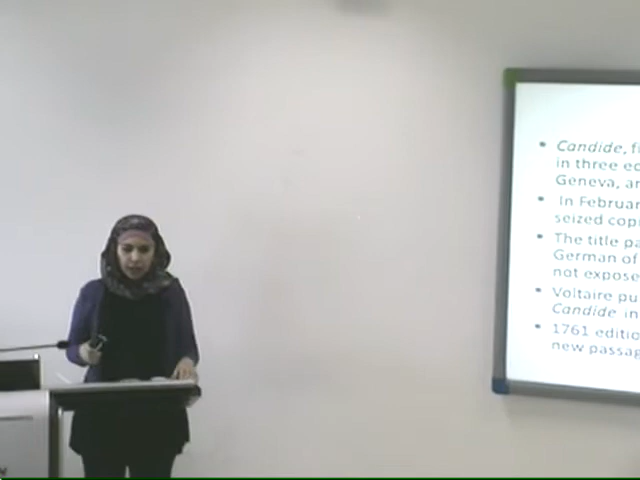 Candide, fi
in three ed
Geneva, an
In Februar
seized copi
The title pa
German of
not expose
Voltaire pu
Candide in
1761 editio
new passag